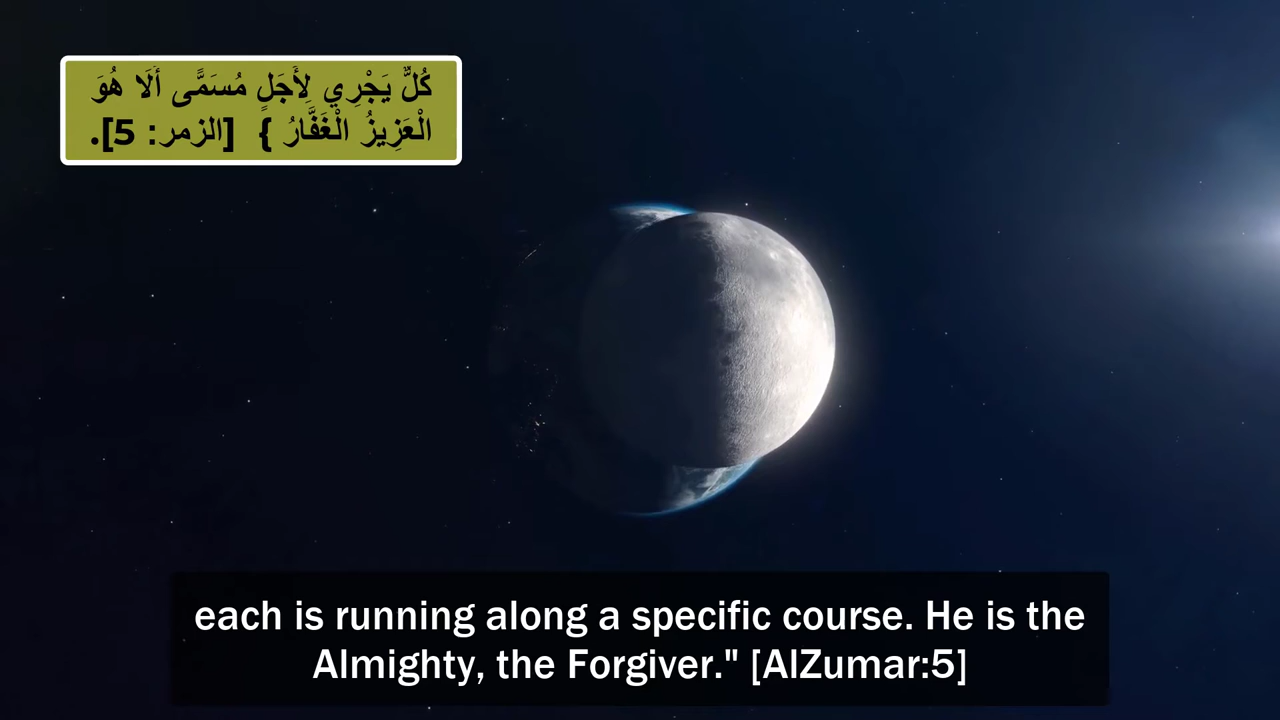 كُلٌّ يَجْرِي لِأَجَلٍ مُسَمًّى أَلَا هُوَ
الْعَزِيزُ الْغَفَّارُ } [الزمر: 5].
each is running along a specific course. He is the
Almighty, the Forgiver." [AlZumar:5]